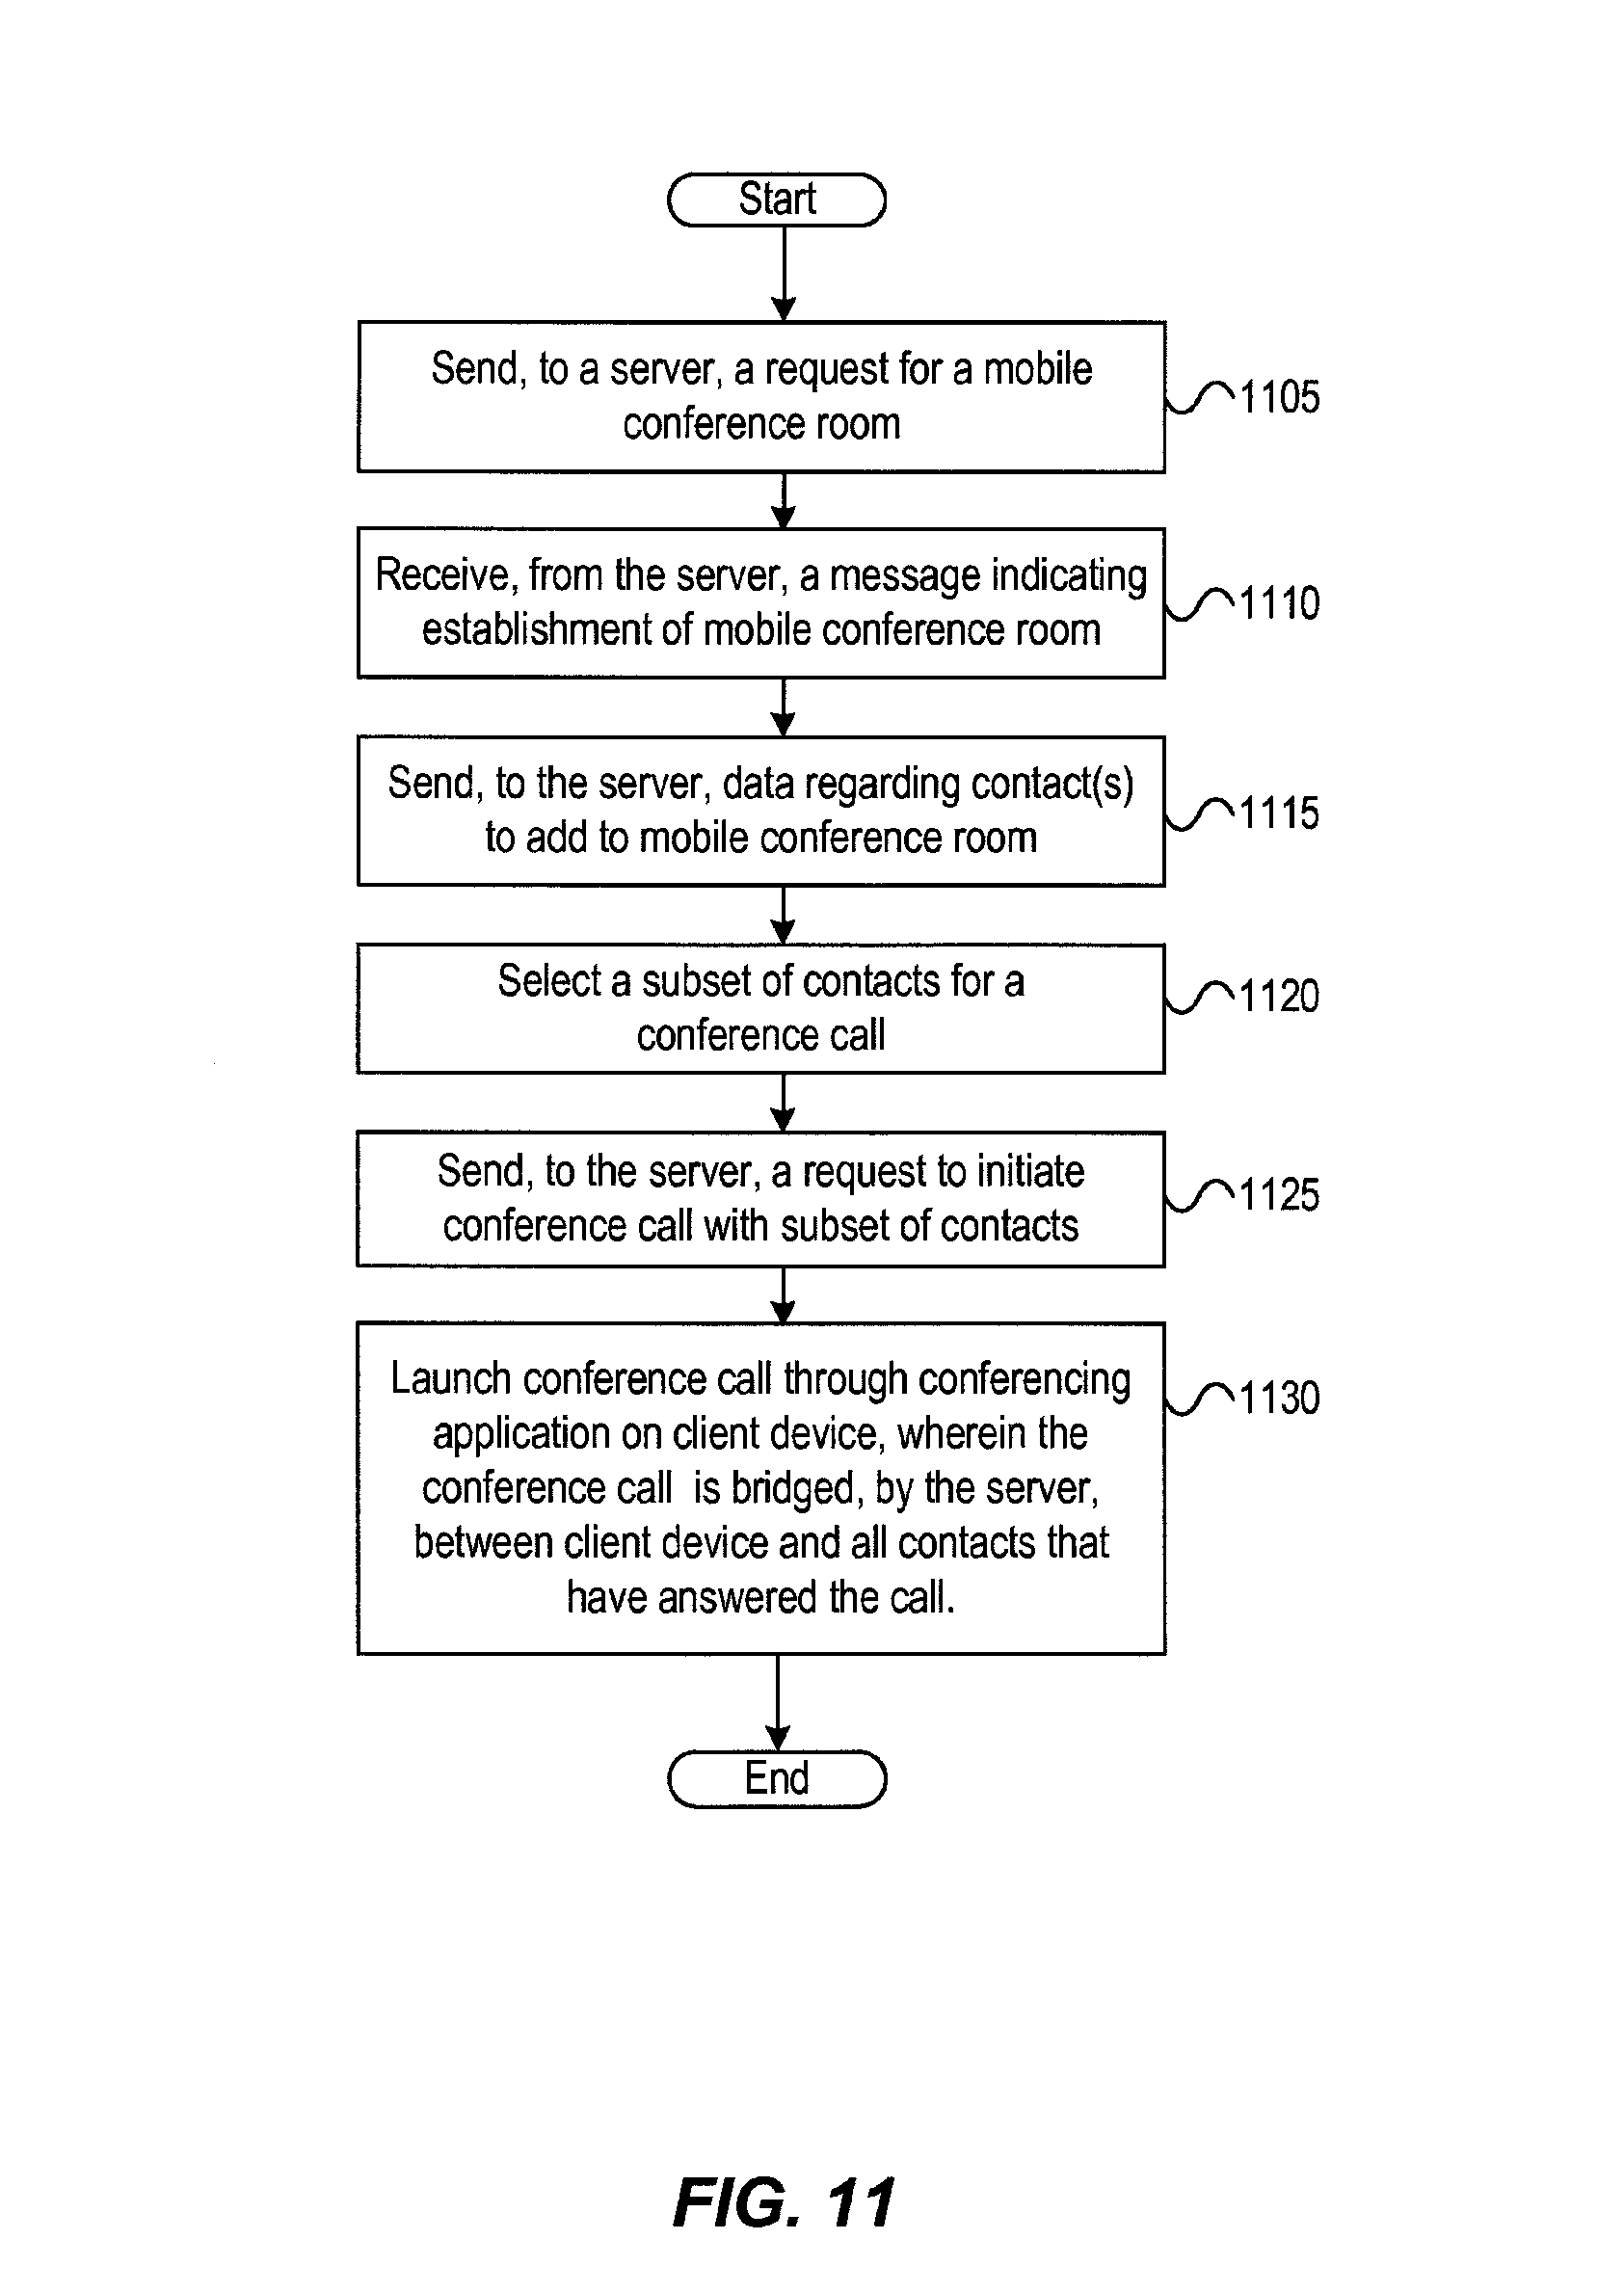 Start
Send, to a server, a request for a mobile
conference room
1105
Receive, from the server, a message indicating
establishment of mobile conference room
1110
Send, to the server, data regarding contact(s)
to add to mobile conference room
1115
Select a subset of contacts for a
conference call
1120
Send, to the server, a request to initiate
conference call with subset of contacts
1125
Launch conference call through conferencing
application on client device, wherein the
conference call is bridged, by the server,
between client device and all contacts that
have answered the call.
1130
End
FIG. 11